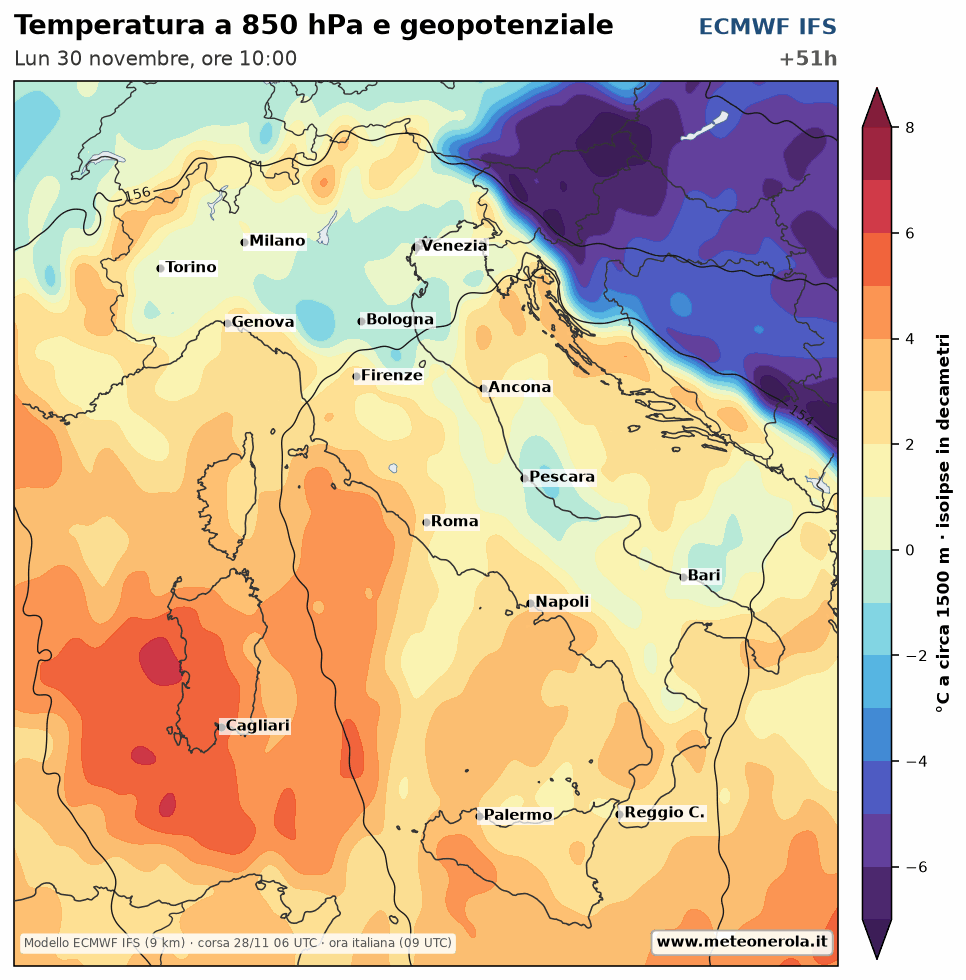 Temperatura a 850 hPa e geopotenziale
ECMWF IFS
Lun 30 novembre, ore 10:00
+51h
156
Milano
Venezia
Torino
Genova
Bologna
Firenze
Ancona
154
Pescara
Roma
Bari
Napoli
Cagliari
Palermo
Reggio C.
8
6
4
2
0
−2
−4
−6
°C a circa 1500 m · isoipse in decametri
Modello ECMWF IFS (9 km) · corsa 28/11 06 UTC · ora italiana (09 UTC)
www.meteonerola.it